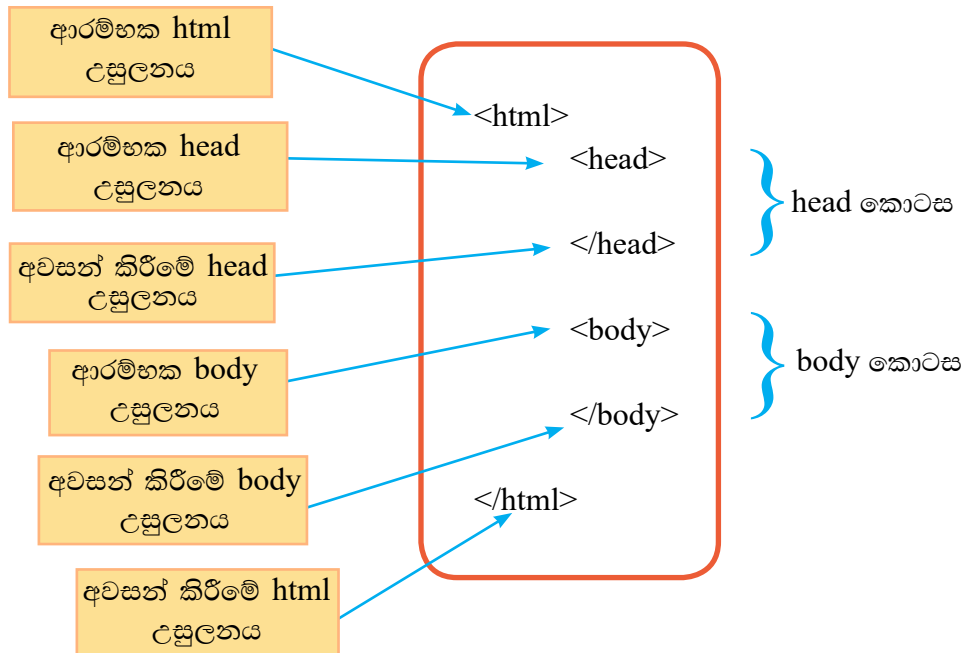 ආරම්භක html
උසුලනය
ආරම්භක head
උසුලනය
අවසන් කිරීමේ head
උසුලනය
ආරම්භක body
උසුලනය
අවසන් කිරීමේ body
උසුලනය
අවසන් කිරීමේ html
උසුලනය
<html>
<head>
</head>
<body>
</body>
</html>
head කොටස
body කොටස